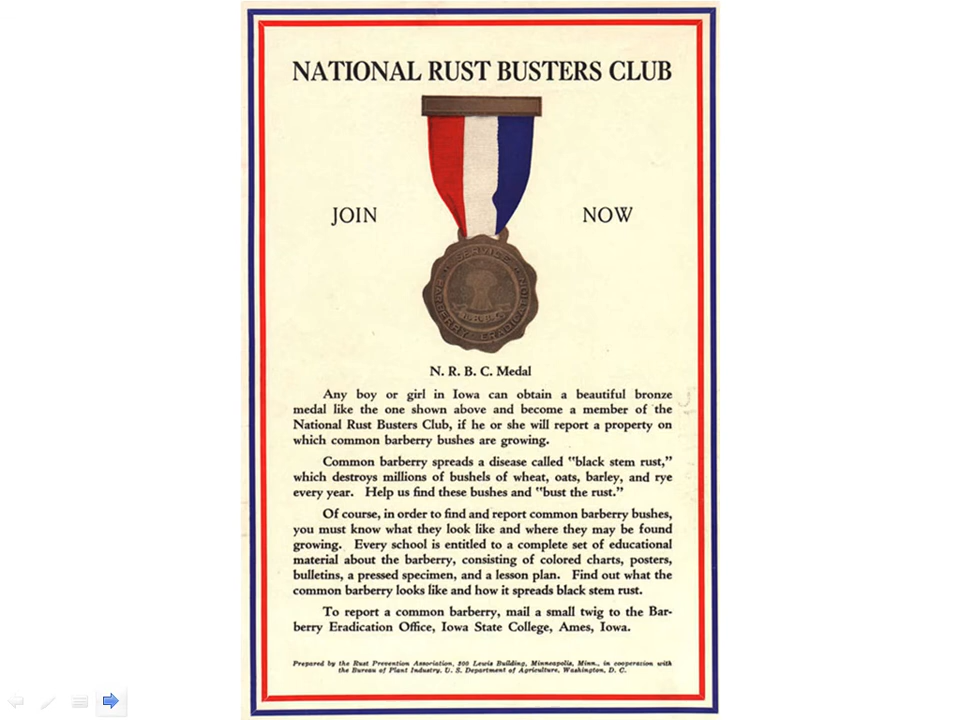 NATIONAL RUST BUSTERS CLUB
JOIN NOW
SERVICE IN
BARBERRY ERADICATION
N. R. B. C. Medal
Any boy or girl in Iowa can obtain a beautiful bronze
medal like the one shown above and become a member of the
National Rust Busters Club, if he or she will report a property on
which common barberry bushes are growing.
Common barberry spreads a disease called "black stem rust,"
which destroys millions of bushels of wheat, oats, barley, and rye
every year. Help us find these bushes and "bust the rust."
Of course, in order to find and report common barberry bushes,
you must know what they look like and where they may be found
growing. Every school is entitled to a complete set of educational
material about the barberry, consisting of colored charts, posters,
bulletins, a pressed specimen, and a lesson plan. Find out what the
common barberry looks like and how it spreads black stem rust.
To report a common barberry, mail a small twig to the Bar-
berry Eradication Office, Iowa State College, Ames, Iowa.
Prepared by the Rust Prevention Association, 500 Lewis Building, Minneapolis, Minn., in cooperation with
the Bureau of Plant Industry, U. S. Department of Agriculture, Washington, D. C.